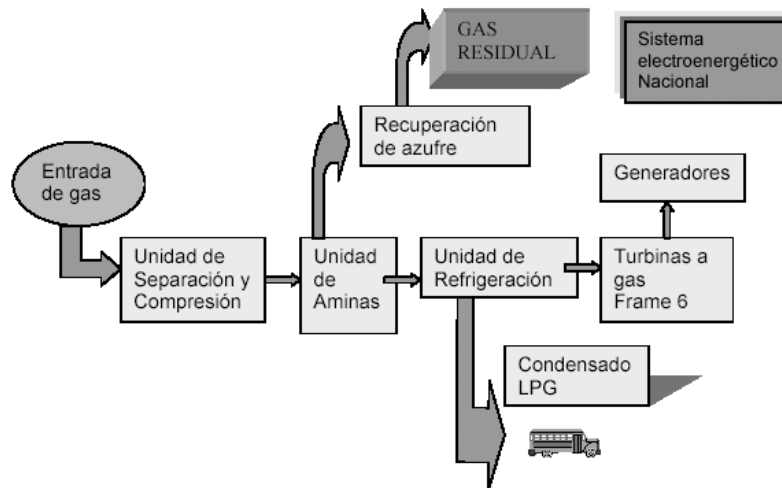 GAS
RESIDUAL
Sistema
electroenergético
Nacional
Recuperación
de azufre
Entrada
de gas
Generadores
Unidad de
Separación y
Compresión
Unidad
de
Aminas
Unidad de
Refrigeración
Turbinas a
gas
Frame 6
Condensado
LPG